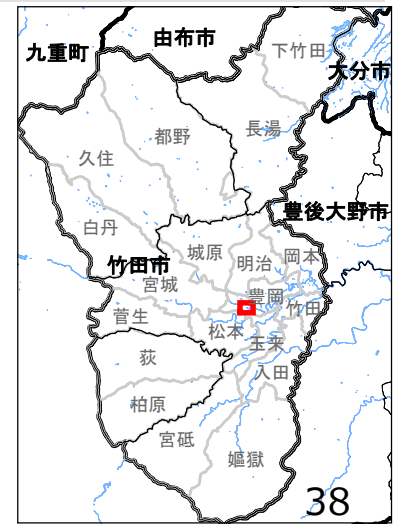 由布市
九重町
下竹田
大分市
都野
長湯
久住
豊後大野市
白丹
城原
岡本
明治
竹田市
宮城
豊岡
竹田
菅生
松本
玉来
荻
入田
柏原
宮砥
嫗獄
38